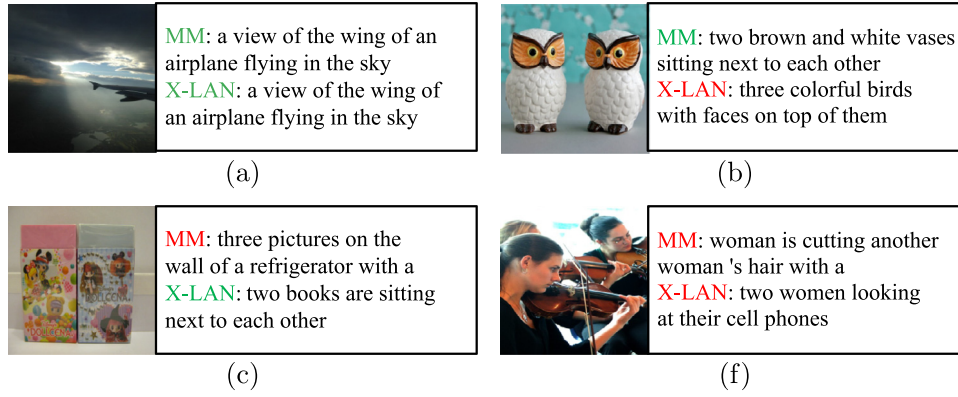 MM: a view of the wing of an
airplane flying in the sky
X-LAN: a view of the wing of
an airplane flying in the sky
(a)
MM: two brown and white vases
sitting next to each other
X-LAN: three colorful birds
with faces on top of them
(b)
MM: three pictures on the
wall of a refrigerator with a
X-LAN: two books are sitting
next to each other
(c)
MM: woman is cutting another
woman 's hair with a
X-LAN: two women looking
at their cell phones
(f)